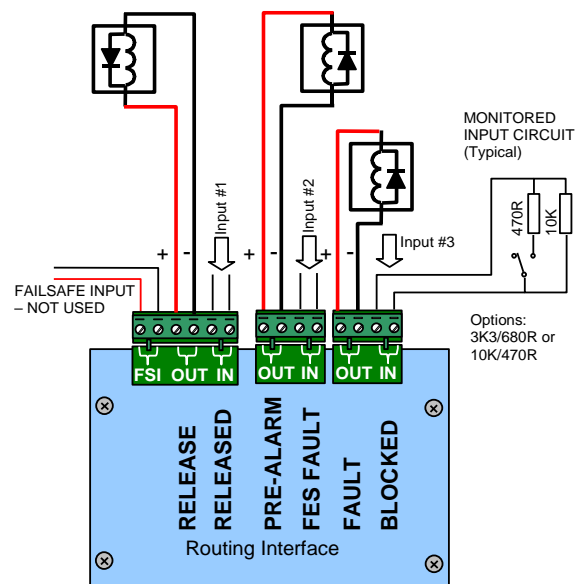 MONITORED
INPUT CIRCUIT
(Typical)
470R
10K
Input #1
Input #2
Input #3
+ - + - + -
FAILSAFE INPUT
– NOT USED
Options:
3K3/680R or
10K/470R
FSI OUT IN OUT IN OUT IN
RELEASE
RELEASED
PRE-ALARM
FES FAULT
FAULT
BLOCKED
Routing Interface